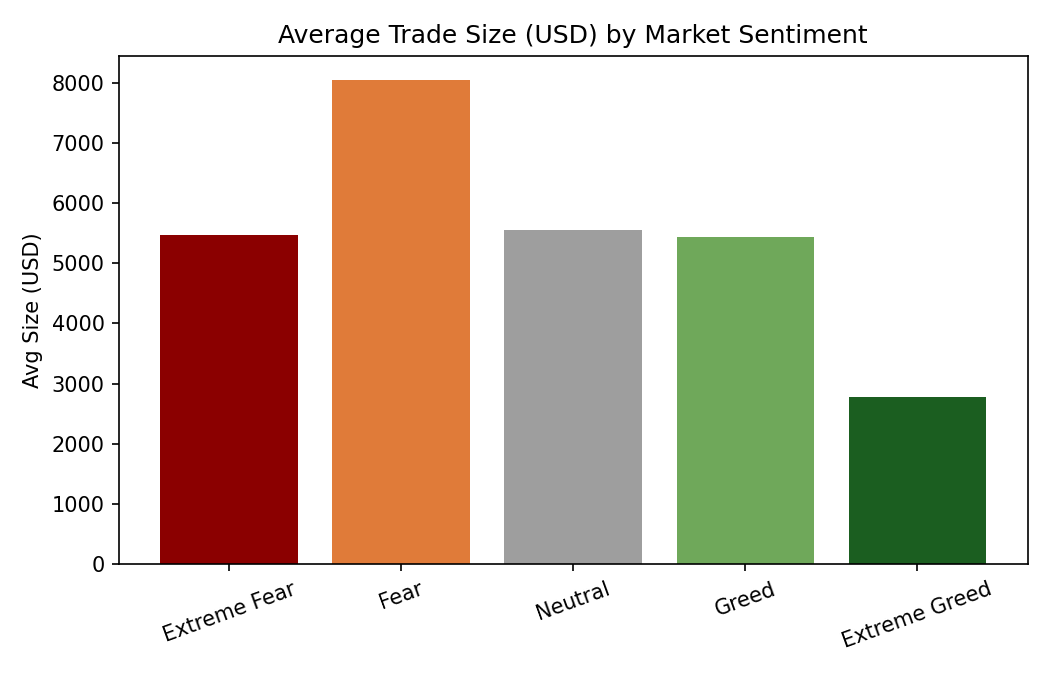 Average Trade Size (USD) by Market Sentiment
Avg Size (USD)
8000
7000
6000
5000
4000
3000
2000
1000
0
Extreme Fear
Fear
Neutral
Greed
Extreme Greed